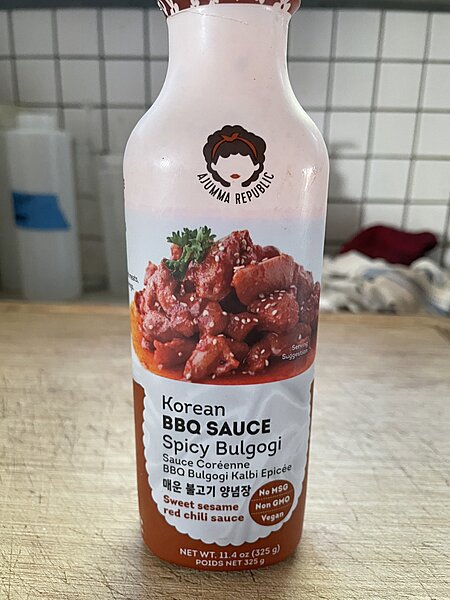 AJUMMA REPUBLIC
Serving
Suggestion
Korean
BBQ SAUCE
Spicy Bulgogi
Sauce Coréenne
BBQ Bulgogi Kalbi Epicée
매운 불고기 양념장
Sweet sesame
red chili sauce
No MSG
Non GMO
Vegan
NET WT. 11.4 oz (325 g)
POIDS NET 325 g